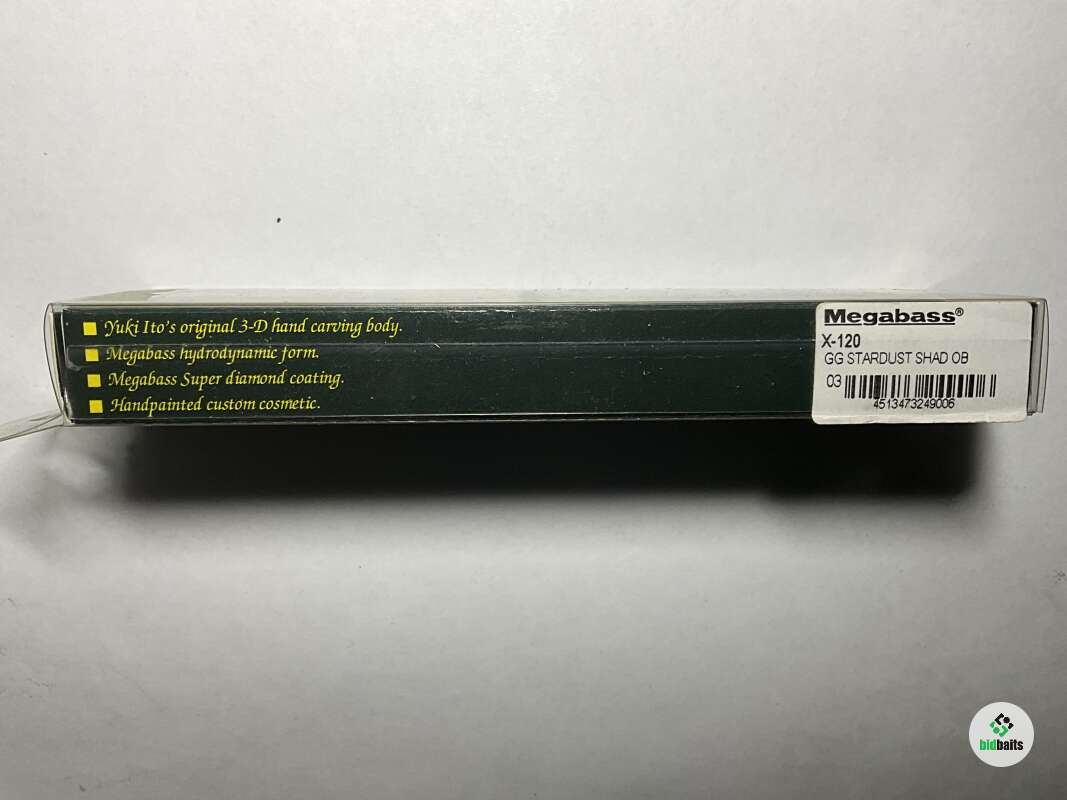 ■ Yuki Ito's original 3-D hand carving body.
■ Megabass hydrodynamic form.
■ Megabass Super diamond coating.
■ Handpainted custom cosmetic.
Megabass®
X-120
GG STARDUST SHAD OB
03
4513473249006
bidbaits